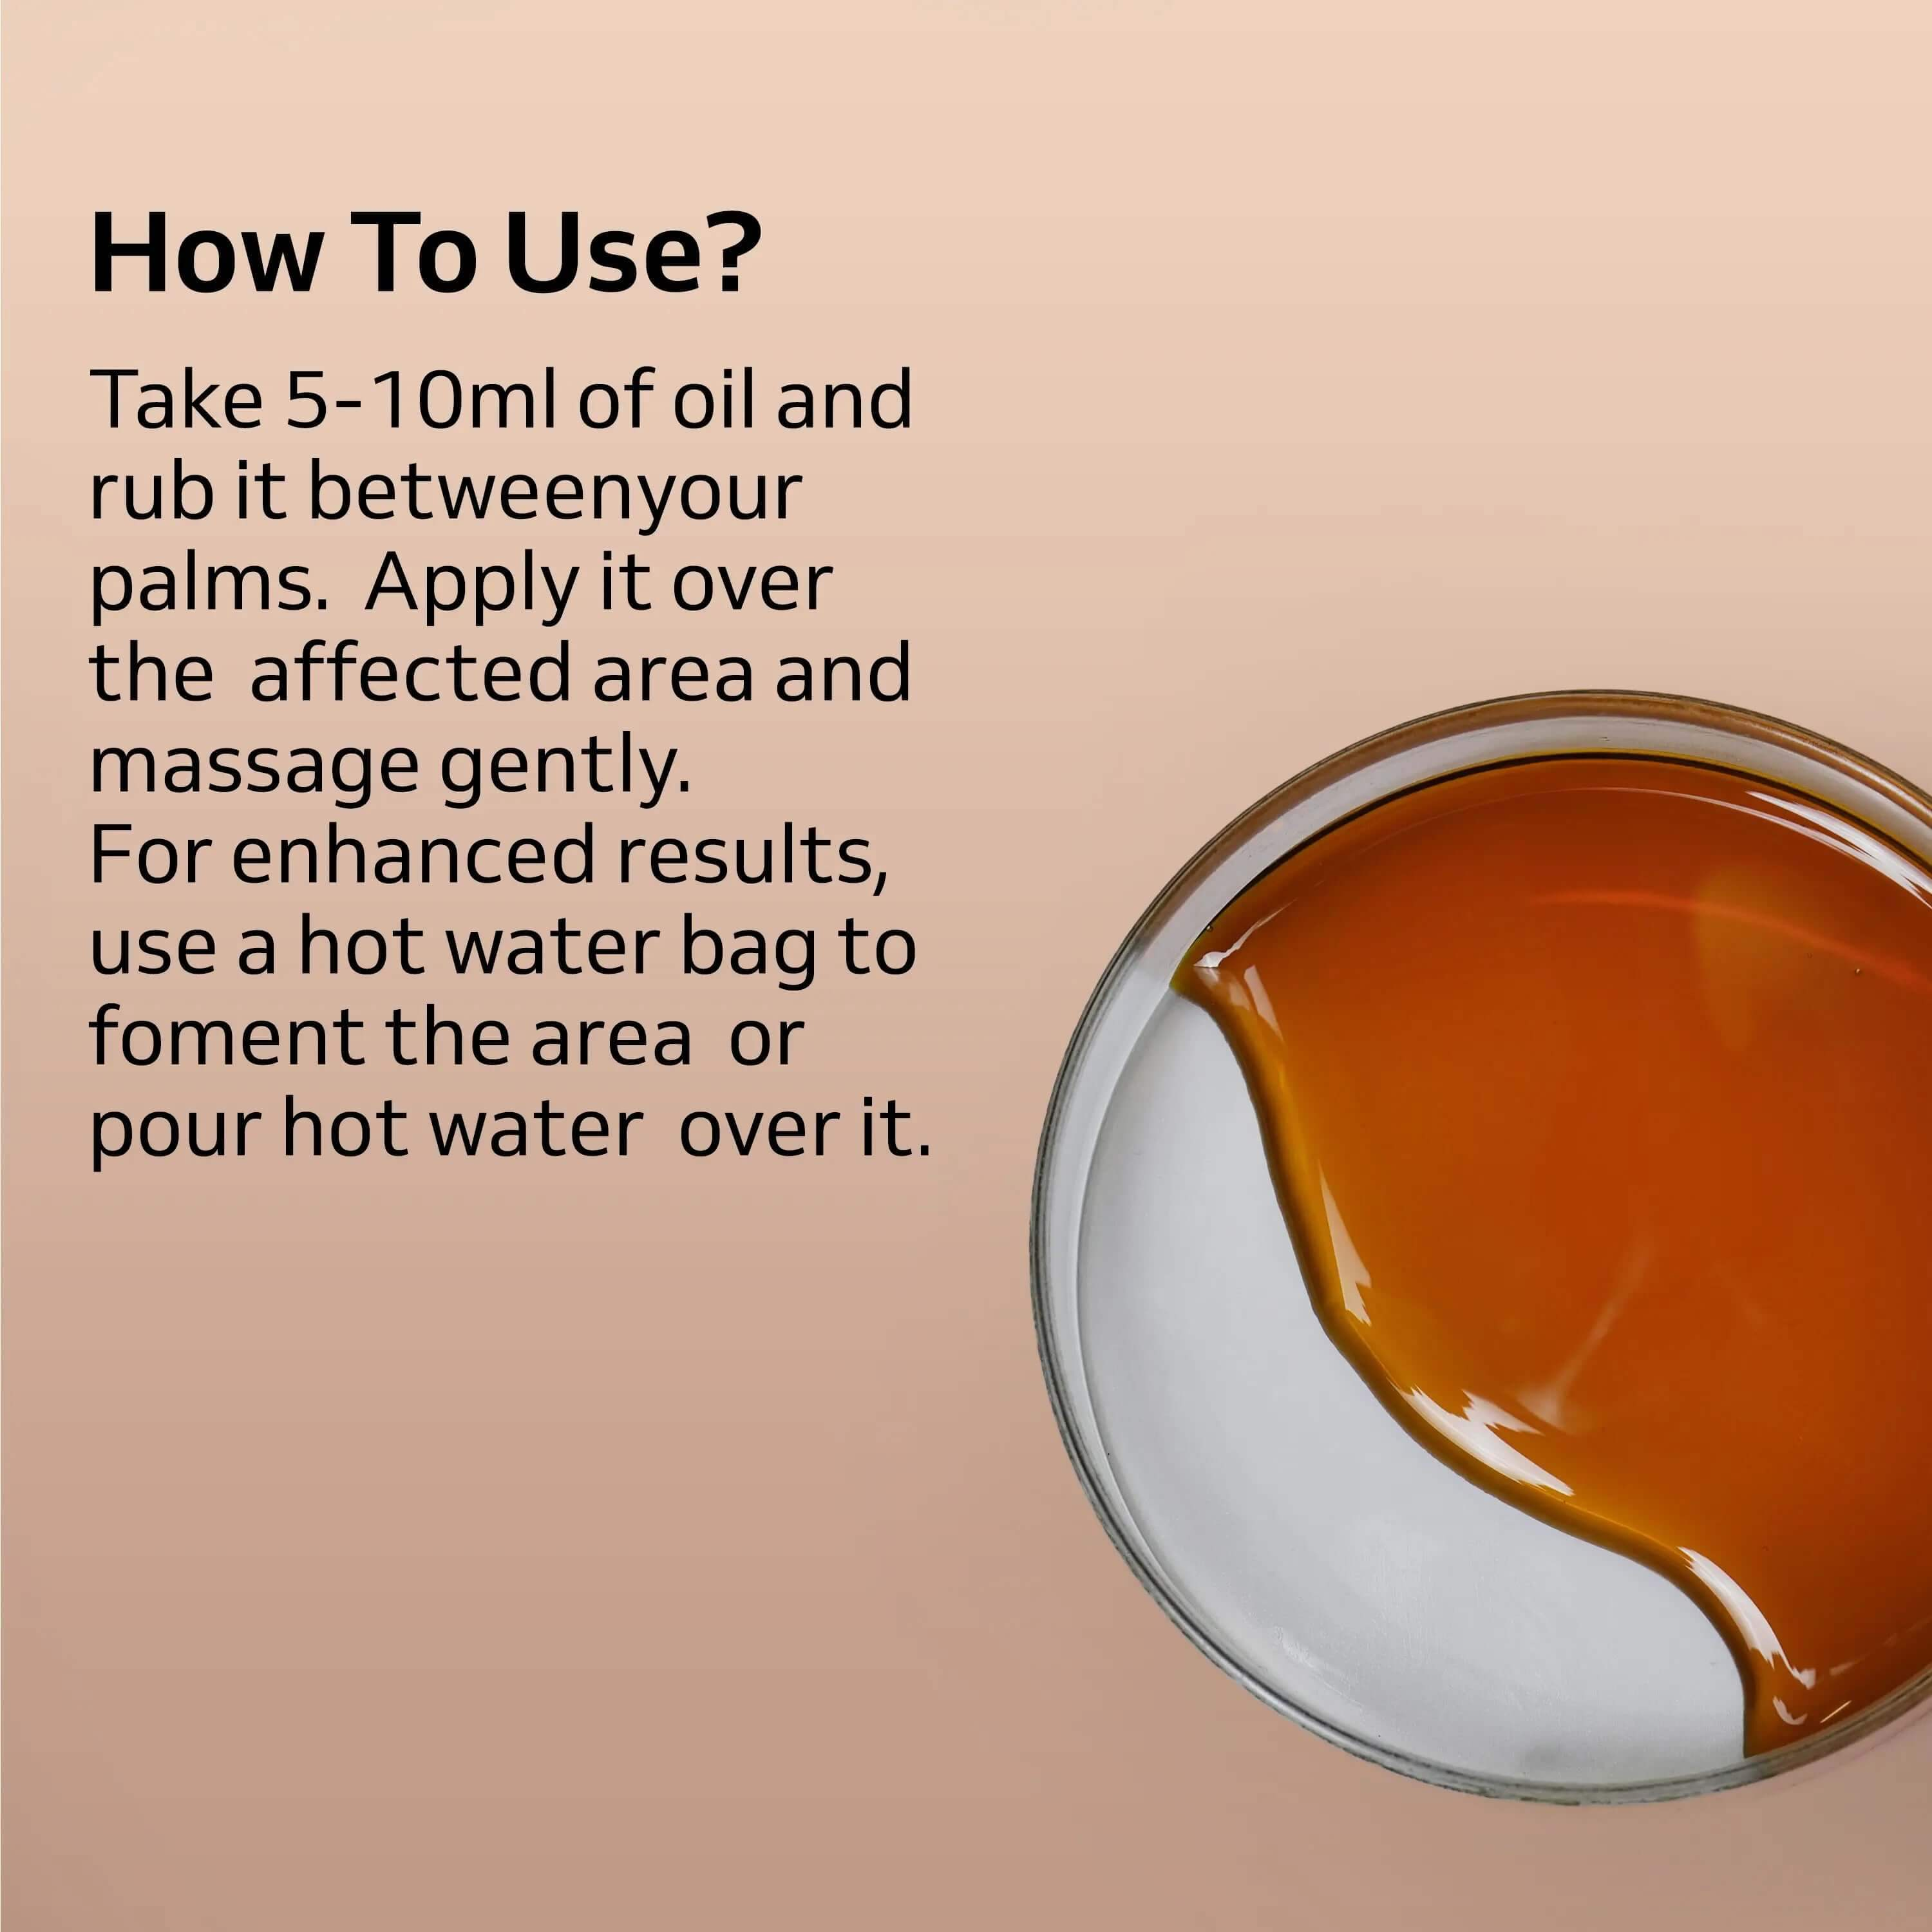 How To Use?
Take 5-10ml of oil and
rub it betweenyour
palms.  Apply it over
the  affected area and
massage gently.
For enhanced results,
use a hot water bag to
foment the area  or
pour hot water  over it.